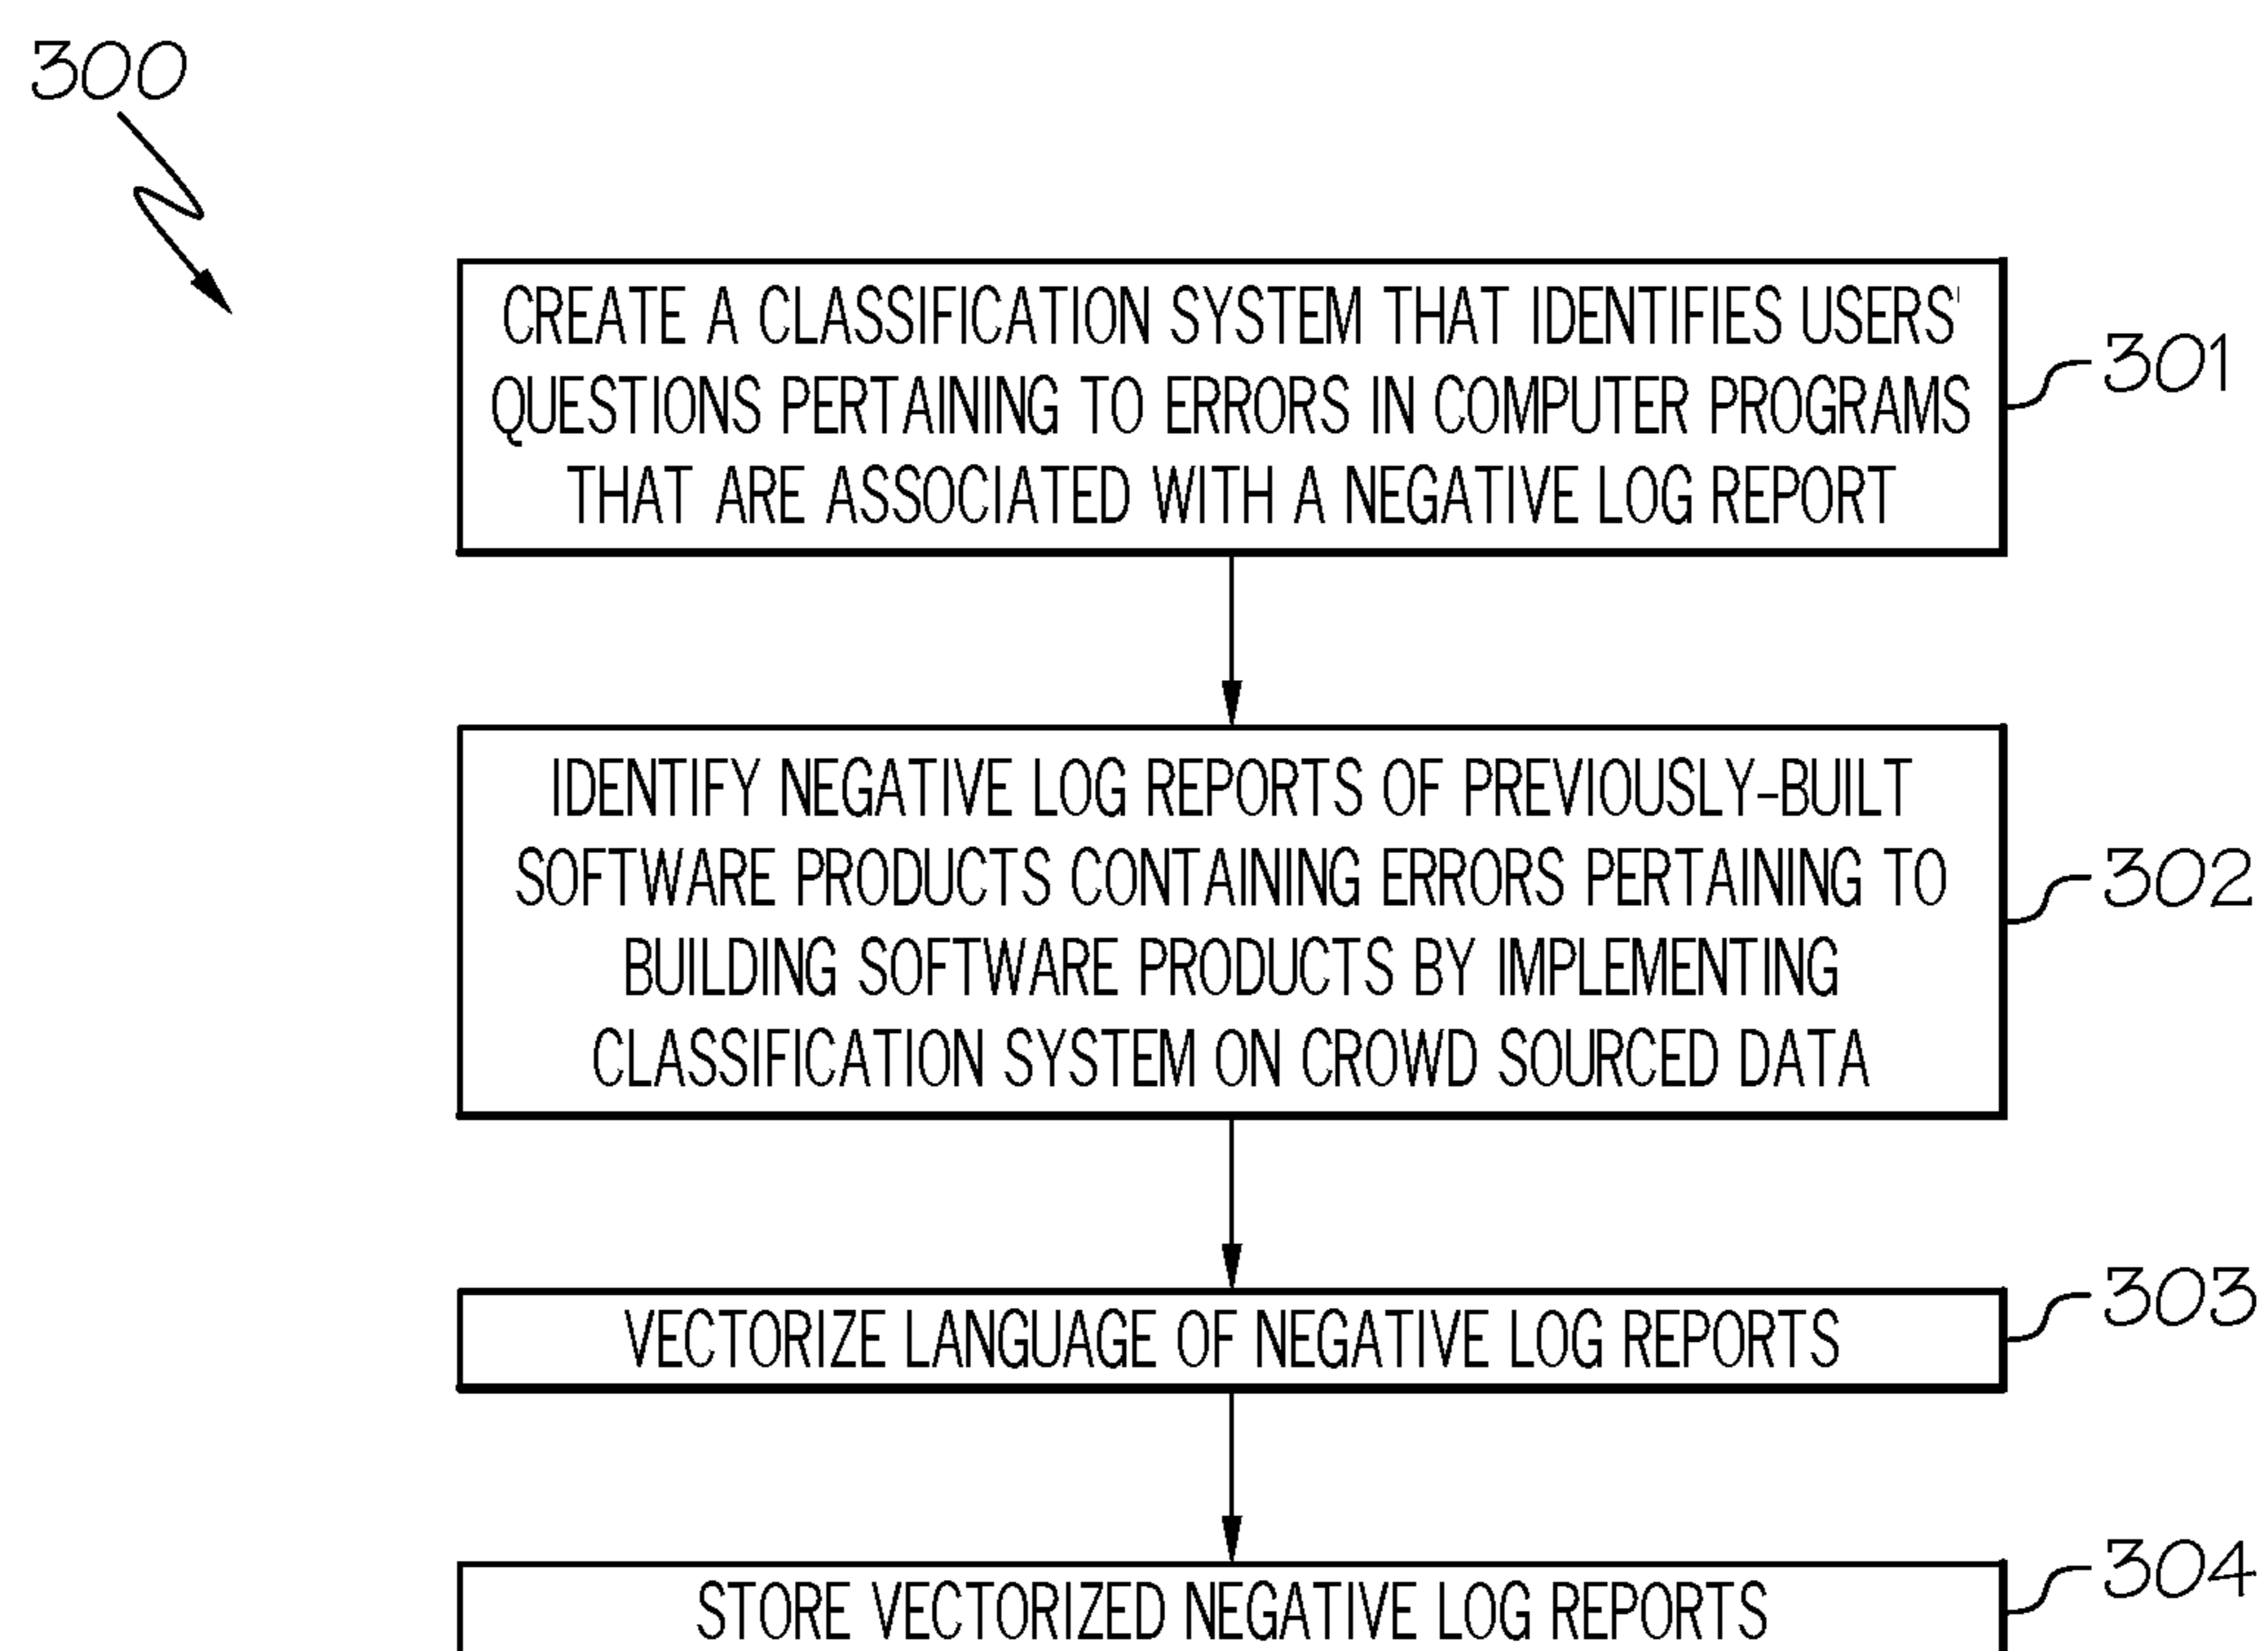 300
CREATE A CLASSIFICATION SYSTEM THAT IDENTIFIES USERS'
QUESTIONS PERTAINING TO ERRORS IN COMPUTER PROGRAMS
THAT ARE ASSOCIATED WITH A NEGATIVE LOG REPORT
301
IDENTIFY NEGATIVE LOG REPORTS OF PREVIOUSLY-BUILT
SOFTWARE PRODUCTS CONTAINING ERRORS PERTAINING TO
BUILDING SOFTWARE PRODUCTS BY IMPLEMENTING
CLASSIFICATION SYSTEM ON CROWD SOURCED DATA
302
VECTORIZE LANGUAGE OF NEGATIVE LOG REPORTS
303
STORE VECTORIZED NEGATIVE LOG REPORTS
304